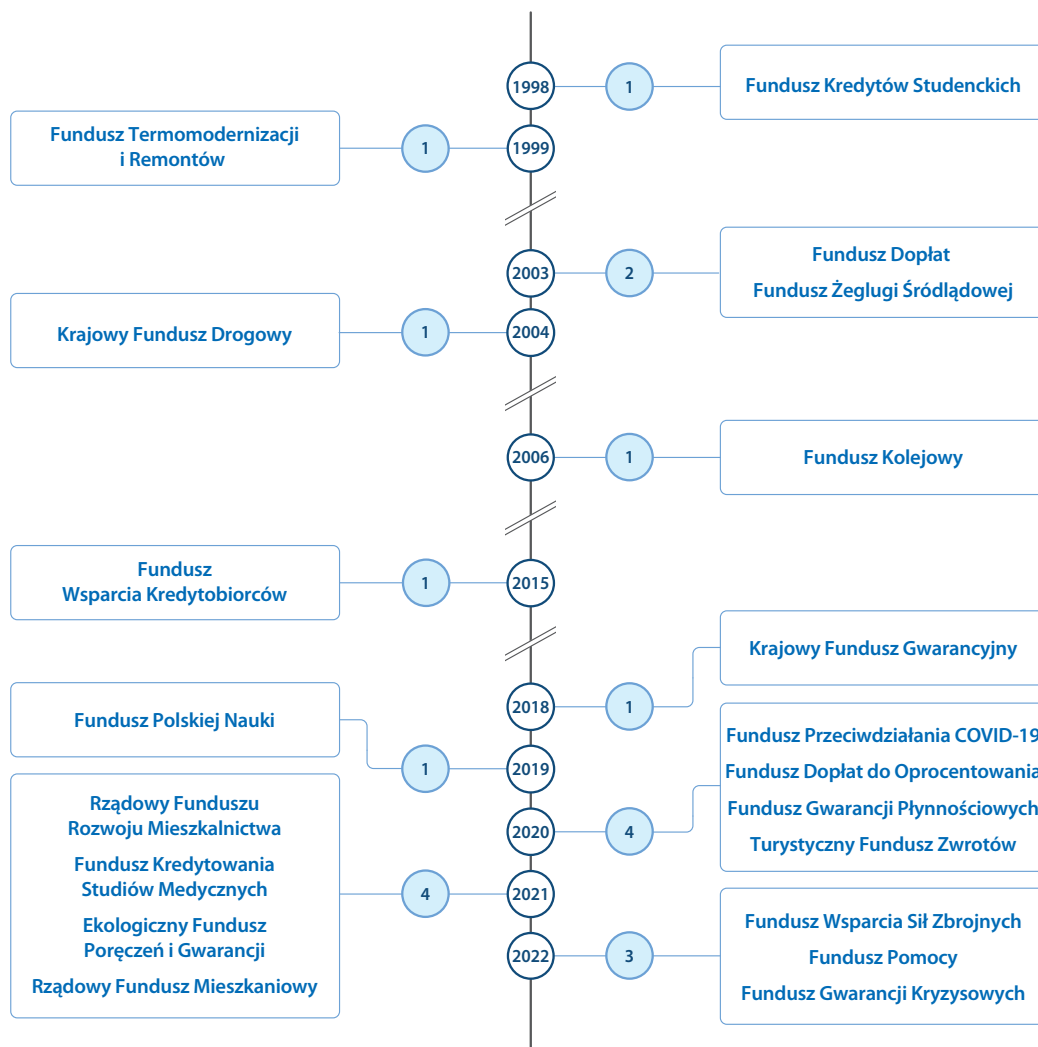 1998
1
Fundusz Kredytów Studenckich
Fundusz Termomodernizacji
i Remontów
1
1999
2003
2
Fundusz Dopłat
Fundusz Żeglugi Śródlądowej
Krajowy Fundusz Drogowy
1
2004
2006
1
Fundusz Kolejowy
Fundusz
Wsparcia Kredytobiorców
1
2015
2018
1
Krajowy Fundusz Gwarancyjny
Fundusz Polskiej Nauki
1
2019
2020
4
Fundusz Przeciwdziałania COVID-19
Fundusz Dopłat do Oprocentowania
Fundusz Gwarancji Płynnościowych
Turystyczny Fundusz Zwrotów
Rządowy Funduszu
Rozwoju Mieszkalnictwa
Fundusz Kredytowania
Studiów Medycznych
Ekologiczny Fundusz
Poręczeń i Gwarancji
Rządowy Fundusz Mieszkaniowy
4
2021
2022
3
Fundusz Wsparcia Sił Zbrojnych
Fundusz Pomocy
Fundusz Gwarancji Kryzysowych